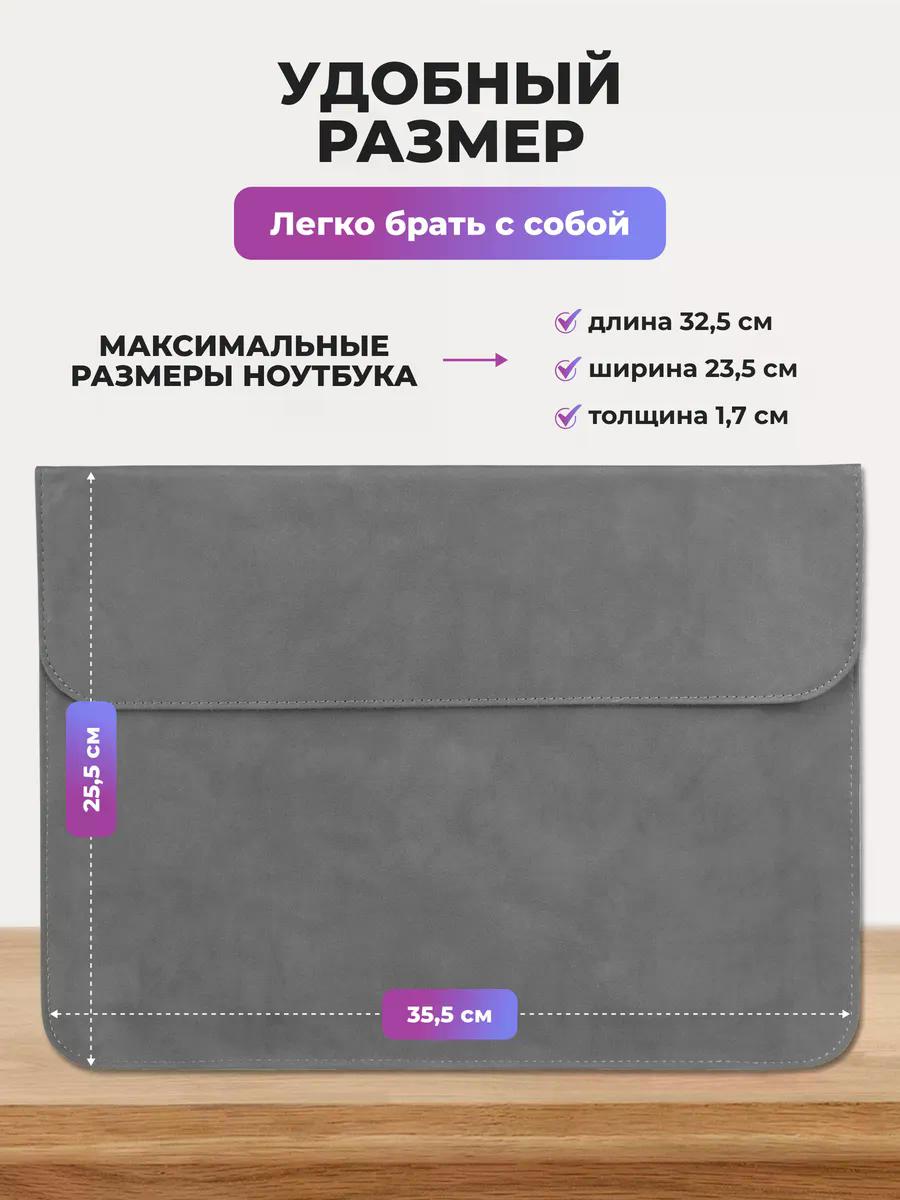 УДОБНЫЙ
РАЗМЕР
Легко брать с собой
МАКСИМАЛЬНЫЕ
РАЗМЕРЫ НОУТБУКА
длина 32,5 см
ширина 23,5 см
толщина 1,7 см
25,5 см
35,5 см